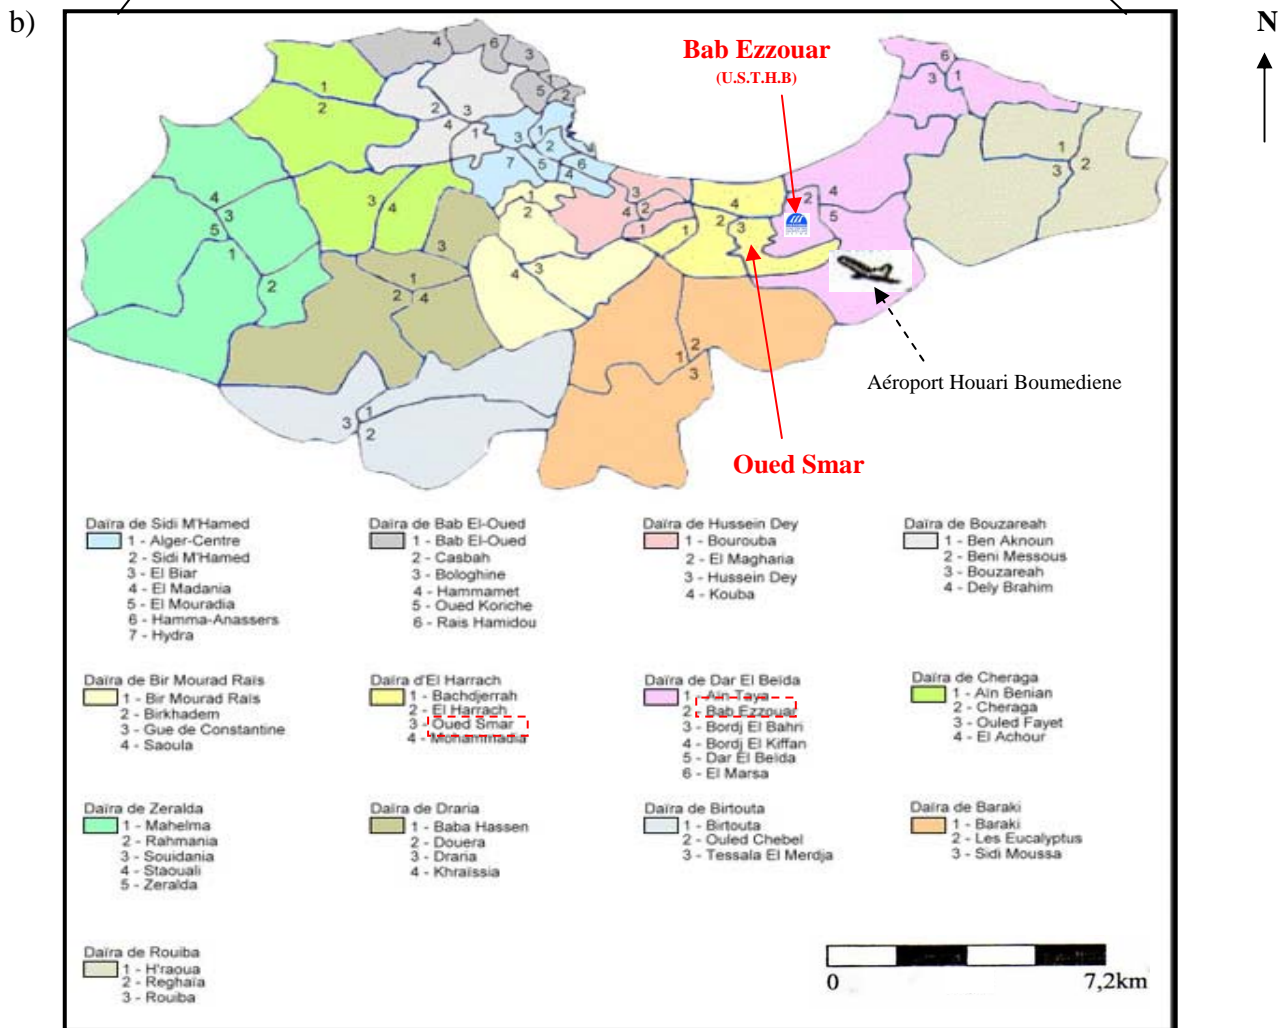 b)
N
Bab Ezzouar
(U.S.T.H.B)
Aéroport Houari Boumediene
Oued Smar
Daïra de Sidi M'Hamed
1 - Alger-Centre
2 - Sidi M'Hamed
3 - El Biar
4 - El Madania
5 - El Mouradia
6 - Hamma-Anassers
7 - Hydra
Daïra de Bab El-Oued
1 - Bab El-Oued
2 - Casbah
3 - Bologhine
4 - Hammamet
5 - Oued Koriche
6 - Rais Hamidou
Daïra de Hussein Dey
1 - Bourouba
2 - El Magharia
3 - Hussein Dey
4 - Kouba
Daïra de Bouzareah
1 - Ben Aknoun
2 - Beni Messous
3 - Bouzareah
4 - Dely Brahim
Daïra de Bir Mourad Raïs
1 - Bir Mourad Raïs
2 - Birkhadem
3 - Gue de Constantine
4 - Saoula
Daïra d'El Harrach
1 - Bachdjerrah
2 - El Harrach
3 - Oued Smar
4 - Mohammadia
Daïra de Dar El Beïda
1 - Aïn Taya
2 - Bab Ezzouar
3 - Bordj El Bahri
4 - Bordj El Kiffan
5 - Dar El Beïda
6 - El Marsa
Daïra de Cheraga
1 - Aïn Benian
2 - Cheraga
3 - Ouled Fayet
4 - El Achour
Daïra de Zeralda
1 - Mahelma
2 - Rahmania
3 - Souidania
4 - Staouali
5 - Zeralda
Daïra de Draria
1 - Baba Hassen
2 - Douera
3 - Draria
4 - Khraïssia
Daïra de Birtouta
1 - Birtouta
2 - Ouled Chebel
3 - Tessala El Merdja
Daïra de Baraki
1 - Baraki
2 - Les Eucalyptus
3 - Sidi Moussa
Daïra de Rouiba
1 - H'raoua
2 - Reghaïa
3 - Rouiba
0
7,2km